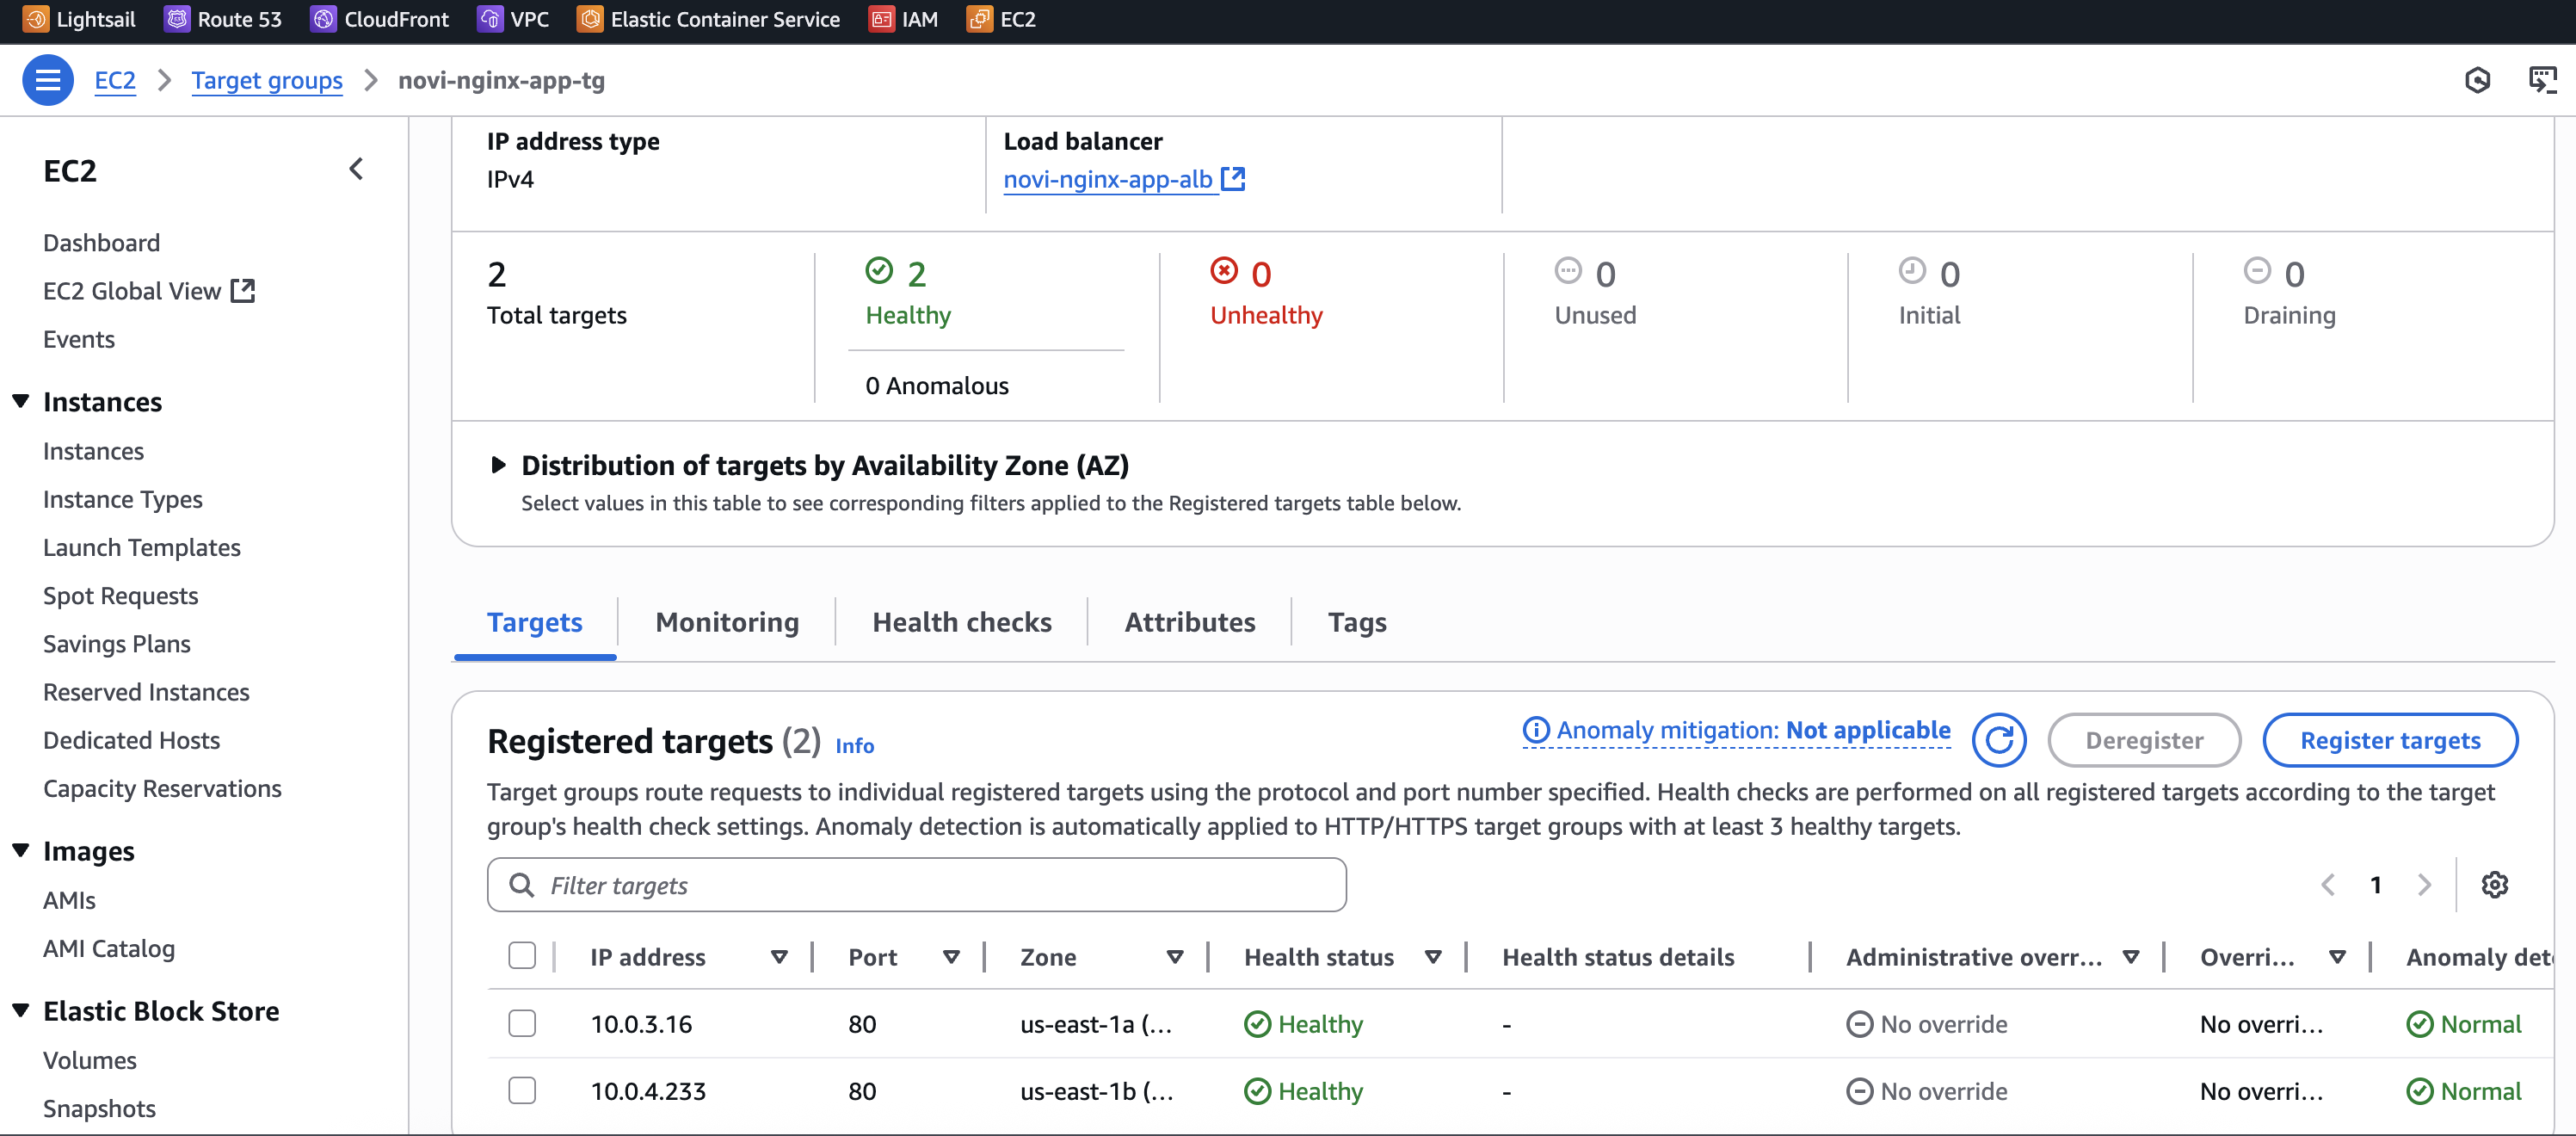 Lightsail Route 53 CloudFront VPC Elastic Container Service IAM EC2
EC2 Target groups novi-nginx-app-tg
EC2
Dashboard
EC2 Global View
Events
Instances
Instances
Instance Types
Launch Templates
Spot Requests
Savings Plans
Reserved Instances
Dedicated Hosts
Capacity Reservations
Images
AMIs
AMI Catalog
Elastic Block Store
Volumes
Snapshots
IP address type
IPv4
Load balancer
novi-nginx-app-alb
2
Total targets
2
Healthy
0 Anomalous
0
Unhealthy
0
Unused
0
Initial
0
Draining
Distribution of targets by Availability Zone (AZ)
Select values in this table to see corresponding filters applied to the Registered targets table below.
Targets Monitoring Health checks Attributes Tags
Registered targets (2) Info
Anomaly mitigation: Not applicable
Deregister
Register targets
Target groups route requests to individual registered targets using the protocol and port number specified. Health checks are performed on all registered targets according to the target
group's health check settings. Anomaly detection is automatically applied to HTTP/HTTPS target groups with at least 3 healthy targets.
Filter targets
1
IP address Port Zone Health status Health status details Administrative overr... Overri... Anomaly det
10.0.3.16 80 us-east-1a (... Healthy - No override No overri... Normal
10.0.4.233 80 us-east-1b (... Healthy - No override No overri... Normal